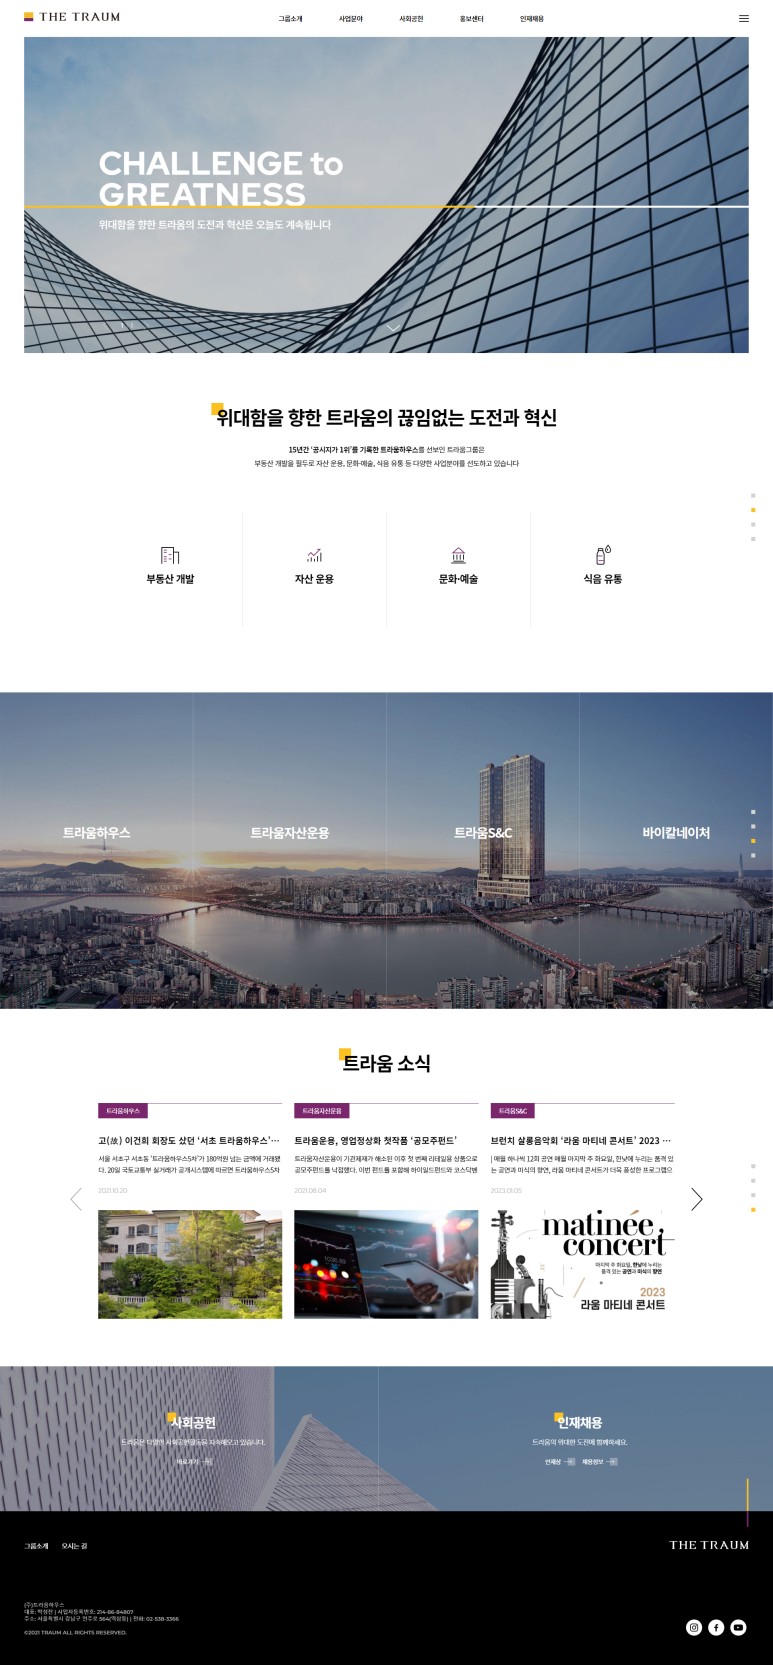 THE TRAUM
그룹소개
사업분야
사회공헌
홍보센터
인재채용
CHALLENGE to
GREATNESS
위대함을 향한 트라움의 도전과 혁신은 오늘도 계속됩니다
위대함을 향한 트라움의 끊임없는 도전과 혁신
15년간 ‘공시지가 1위’를 기록한 트라움하우스를 선보인 트라움그룹은
부동산 개발을 필두로 자산 운용, 문화·예술, 식음 유통 등 다양한 사업분야를 선도하고 있습니다
부동산 개발
자산 운용
문화·예술
식음 유통
트라움하우스
트라움자산운용
트라움S&C
바이칼네이처
트라움 소식
트라움하우스
고(故) 이건희 회장도 샀던 ‘서초 트라움하우스’…
서울 서초구 서초동 ‘트라움하우스5차’가 180억원 넘는 금액에 거래됐
다. 20일 국토교통부 실거래가 공개시스템에 따르면 트라움하우스5차
2021.10.20
트라움자산운용
트라움운용, 영업정상화 첫작품 ‘공모주펀드’
트라움자산운용이 기관제재가 해소된 이후 첫 번째 리테일용 상품으로
공모주펀드를 낙점했다. 이번 펀드를 포함해 하이일드펀드와 코스닥벤
2021.08.04
트라움S&C
브런치 살롱음악회 ‘라움 마티네 콘서트’ 2023 …
| 매월 하나씩 12회 공연 매월 마지막 주 화요일, 한낮에 누리는 품격 있
는 공연과 미식의 향연, 라움 마티네 콘서트가 더욱 풍성한 프로그램으
2023.01.05
matinée
concert
마지막 주 화요일, 한낮에 누리는
품격 있는 공연과 미식의 향연
2023
라움 마티네 콘서트
사회공헌
트라움은 다양한 사회공헌활동을 지속해오고 있습니다.
바로가기
인재채용
트라움의 위대한 도전에 함께하세요.
인재상
채용정보
그룹소개
오시는 길
THE TRAUM
(주)트라움하우스
대표: 박성찬 | 사업자등록번호: 214-86-84807
주소: 서울특별시 강남구 언주로 564(역삼동) | 전화: 02-538-3366
©2021 TRAUM ALL RIGHTS RESERVED.